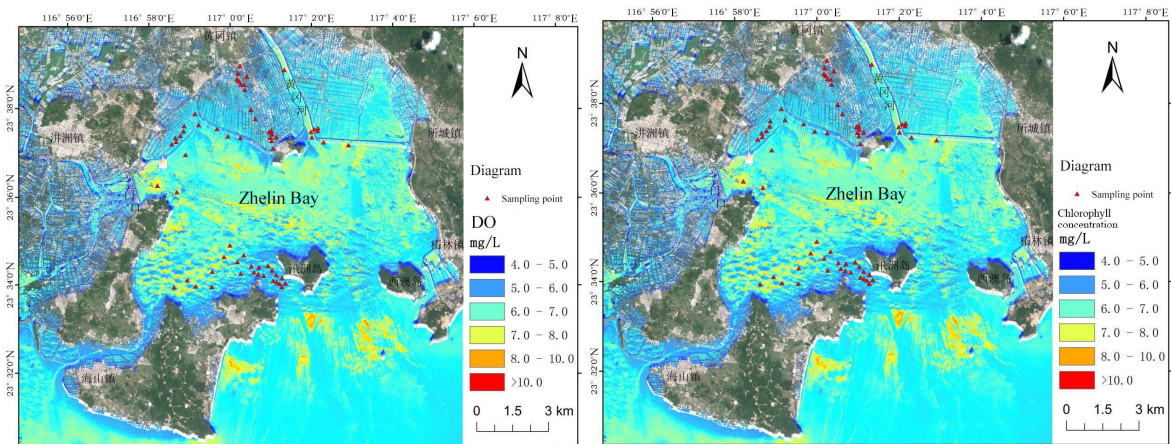 116°56'0"E
116°58'0"E
117°0'0"E
117°2'0"E
117°4'0"E
117°6'0"E
117°8'0"E
23°38'0"N
23°36'0"N
23°34'0"N
23°32'0"N
黄冈镇
黄冈河
汫洲镇
所城镇
Zhelin Bay
柘林镇
汛洲岛
西澳岛
海山镇
N
Diagram
Sampling point
DO
mg/L
4.0 - 5.0
5.0 - 6.0
6.0 - 7.0
7.0 - 8.0
8.0 - 10.0
>10.0
0 1.5 3 km
116°56'0"E
116°58'0"E
117°0'0"E
117°2'0"E
117°4'0"E
117°6'0"E
117°8'0"E
23°38'0"N
23°36'0"N
23°34'0"N
23°32'0"N
黄冈镇
黄冈河
汫洲镇
所城镇
Zhelin Bay
柘林镇
汛洲岛
西澳岛
海山镇
N
Diagram
Sampling point
Chlorophyll
concentration
mg/L
4.0 - 5.0
5.0 - 6.0
6.0 - 7.0
7.0 - 8.0
8.0 - 10.0
>10.0
0 1.5 3 km